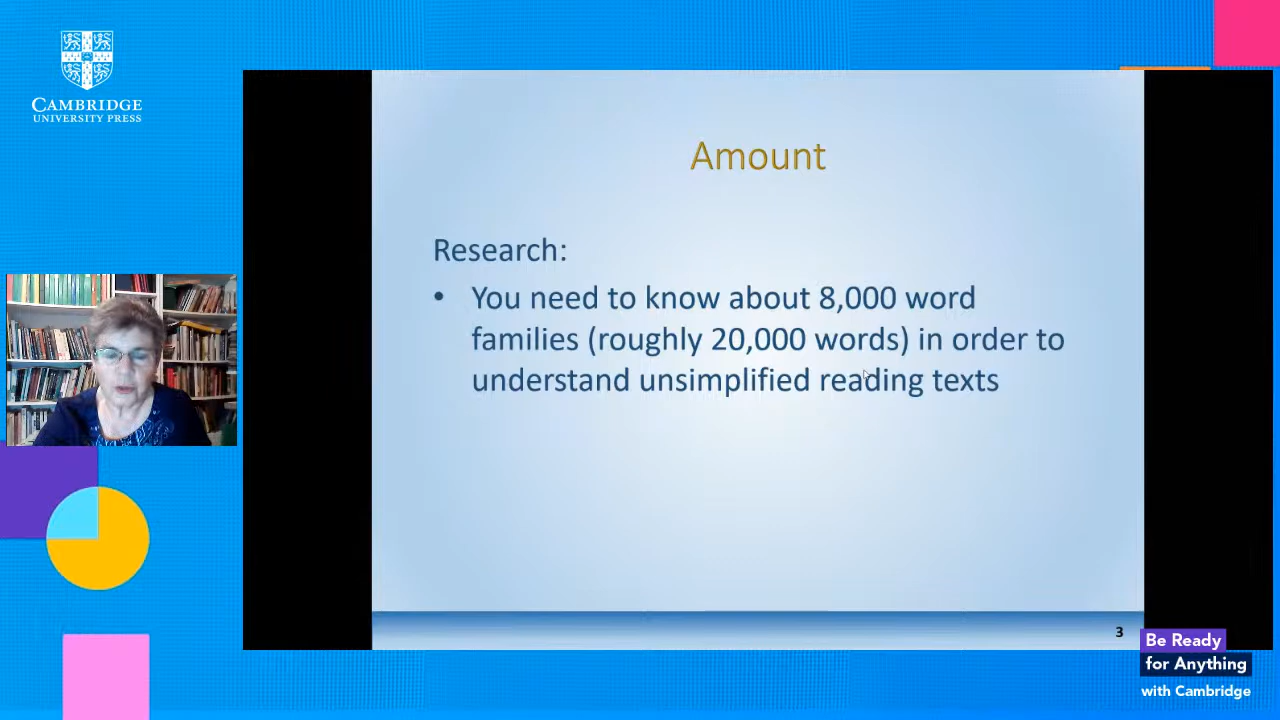 CAMBRIDGE
UNIVERSITY PRESS
Amount
Research:
• You need to know about 8,000 word
families (roughly 20,000 words) in order to
understand unsimplified reading texts
3
Be Ready
for Anything
with Cambridge